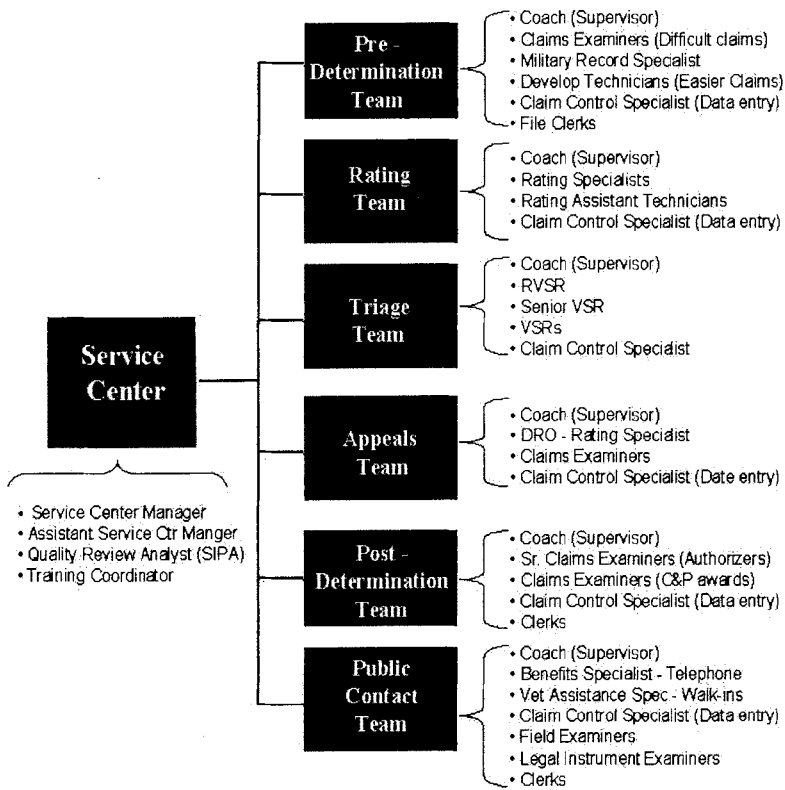 Pre -
Determination
Team
• Coach (Supervisor)
• Claims Examiners (Difficult claims)
• Military Record Specialist
• Develop Technicians (Easier Claims)
• Claim Control Specialist (Data entry)
• File Clerks
Rating
Team
• Coach (Supervisor)
• Rating Specialists
• Rating Assistant Technicians
• Claim Control Specialist (Data entry)
Triage
Team
• Coach (Supervisor)
• RVSR
• Senior VSR
• VSRs
• Claim Control Specialist
Service
Center
• Service Center Manager
• Assistant Service Ctr Manger
• Quality Review Analyst (SIPA)
• Training Coordinator
Appeals
Team
• Coach (Supervisor)
• DRO - Rating Specialist
• Claims Examiners
• Claim Control Specialist (Date entry)
Post -
Determination
Team
• Coach (Supervisor)
• Sr. Claims Examiners (Authorizers)
• Claims Examiners (C&P awards)
• Claim Control Specialist (Data entry)
• Clerks
Public
Contact
Team
• Coach (Supervisor)
• Benefits Specialist - Telephone
• Vet Assistance Spec - Walk-ins
• Claim Control Specialist (Data entry)
• Field Examiners
• Legal Instrument Examiners
• Clerks